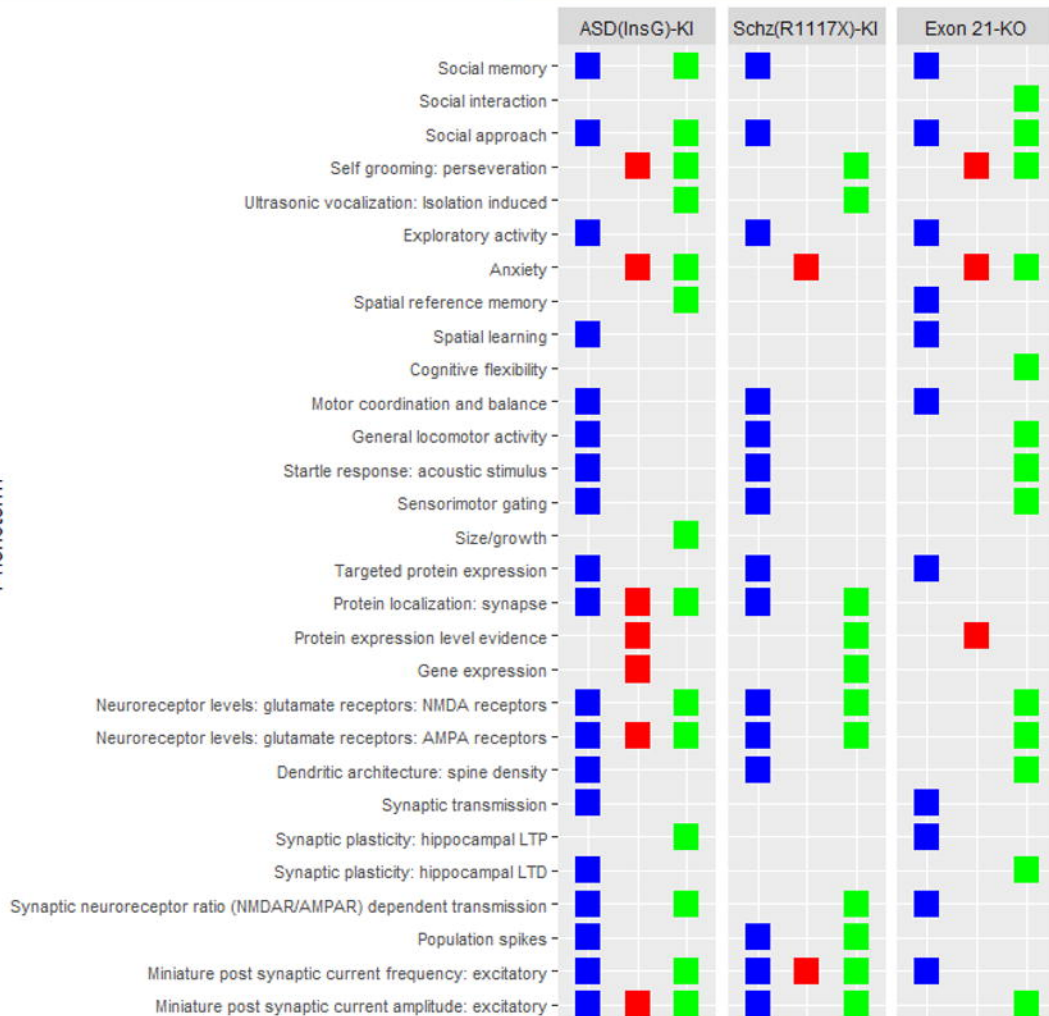 ASD(InsG)-KI Schz(R1117X)-KI Exon 21-KO
Social memory
Social interaction
Social approach
Self grooming: perseveration
Ultrasonic vocalization: Isolation induced
Exploratory activity
Anxiety
Spatial reference memory
Spatial learning
Cognitive flexibility
Motor coordination and balance
General locomotor activity
Startle response: acoustic stimulus
Sensorimotor gating
Size/growth
Targeted protein expression
Protein localization: synapse
Protein expression level evidence
Gene expression
Neuroreceptor levels: glutamate receptors: NMDA receptors
Neuroreceptor levels: glutamate receptors: AMPA receptors
Dendritic architecture: spine density
Synaptic transmission
Synaptic plasticity: hippocampal LTP
Synaptic plasticity: hippocampal LTD
Synaptic neuroreceptor ratio (NMDAR/AMPAR) dependent transmission
Population spikes
Miniature post synaptic current frequency: excitatory
Miniature post synaptic current amplitude: excitatory